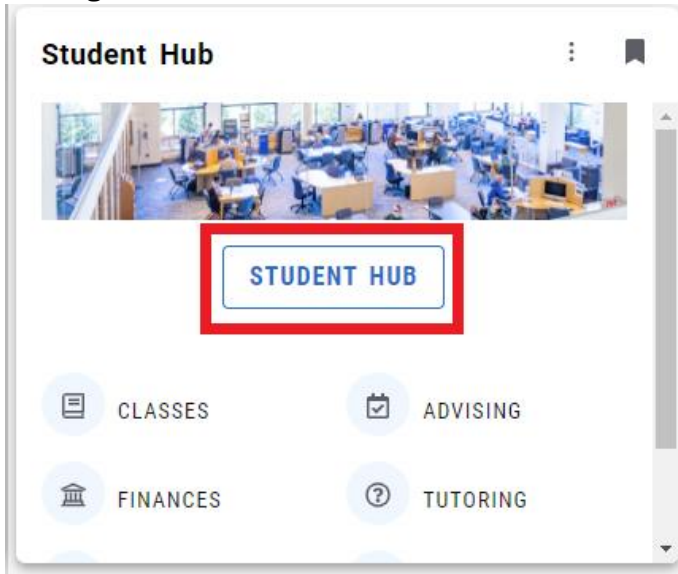 Student Hub
STUDENT HUB
CLASSES
ADVISING
FINANCES
TUTORING